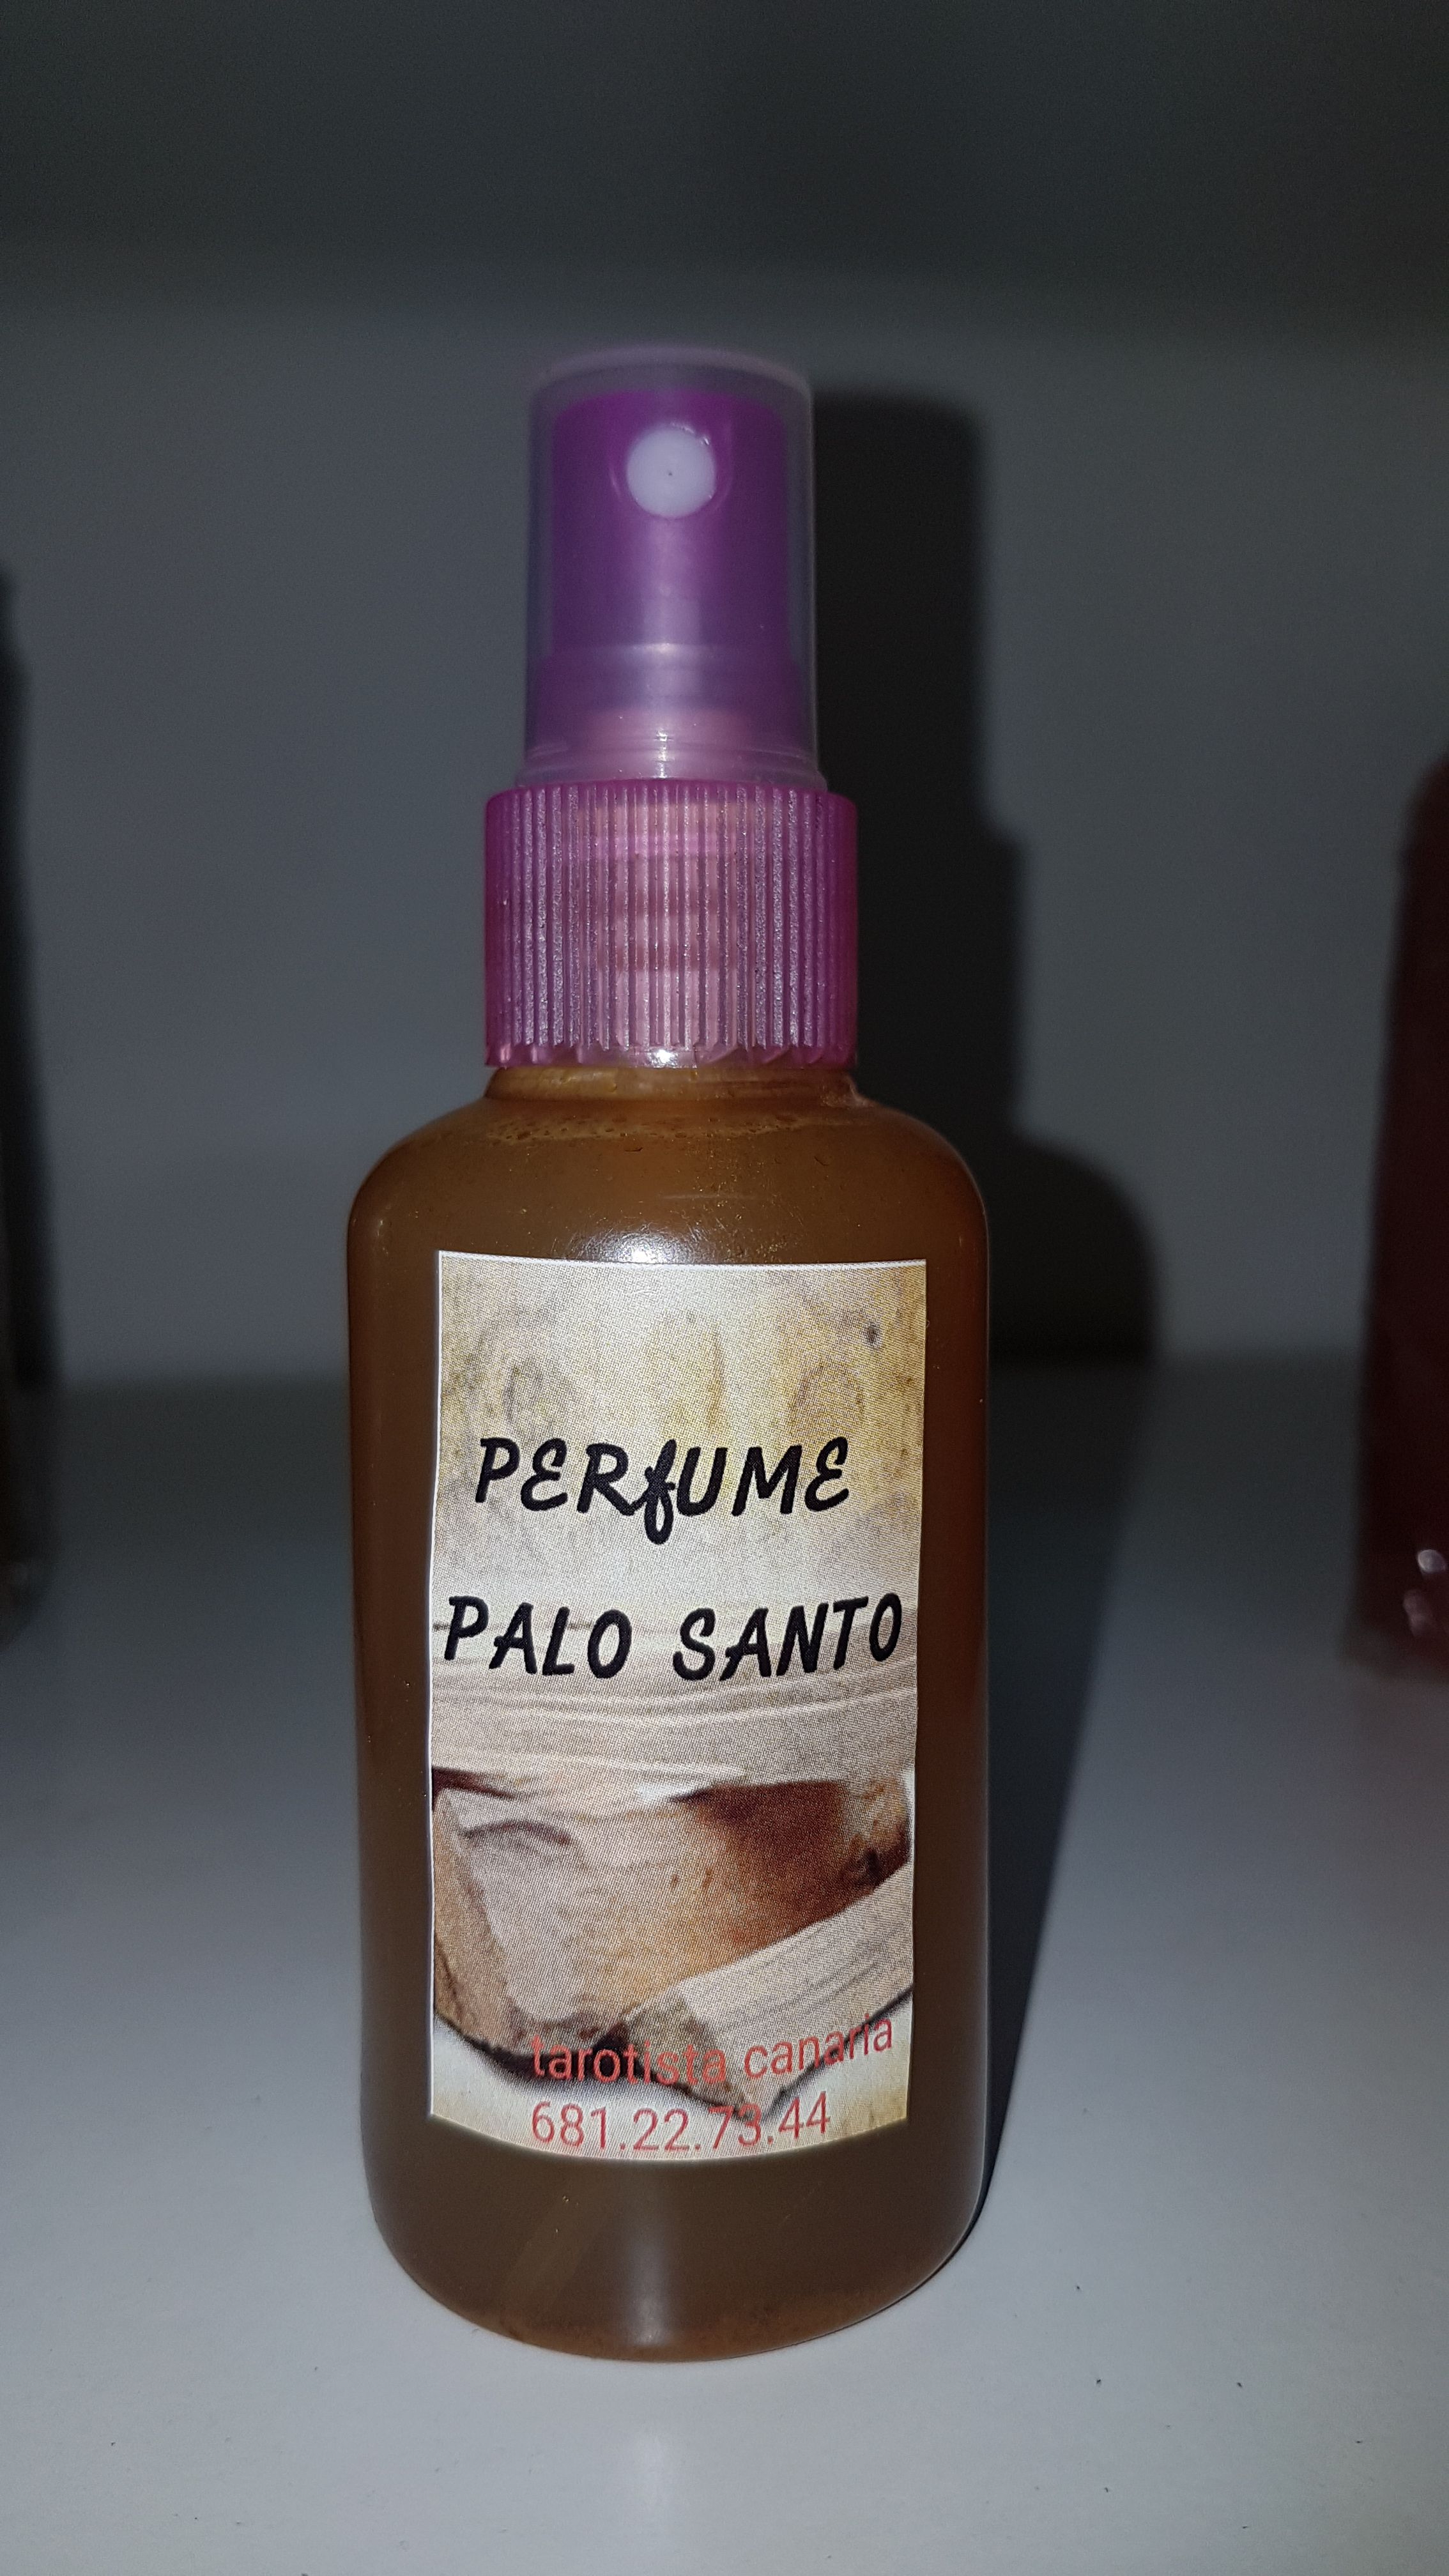 PERfUME
PALO SANTO
tarotista canaria
681.22.73.44